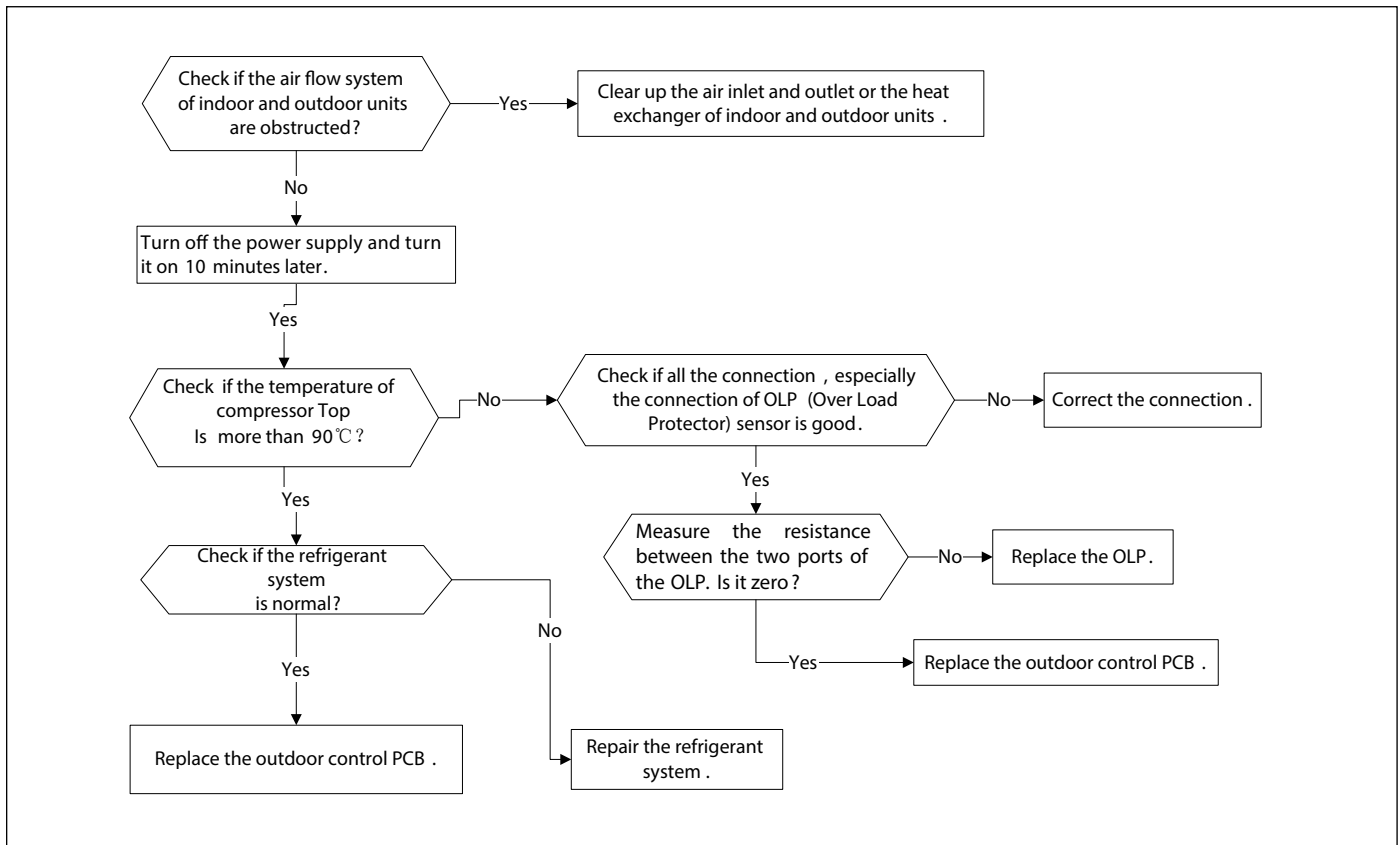 Check if the air flow system
of indoor and outdoor units
are obstructed?
Yes
Clear up the air inlet and outlet or the heat
exchanger of indoor and outdoor units .
No
Turn off the power supply and turn
it on 10 minutes later.
Yes
Check if the temperature of
compressor Top
Is more than 90℃?
No
Check if all the connection , especially
the connection of OLP (Over Load
Protector) sensor is good.
No
Correct the connection .
Yes
Yes
Measure the resistance
between the two ports of
the OLP. Is it zero?
No
Replace the OLP.
Check if the refrigerant
system
is normal?
No
Yes
Yes
Replace the outdoor control PCB .
Replace the outdoor control PCB .
Repair the refrigerant
system .